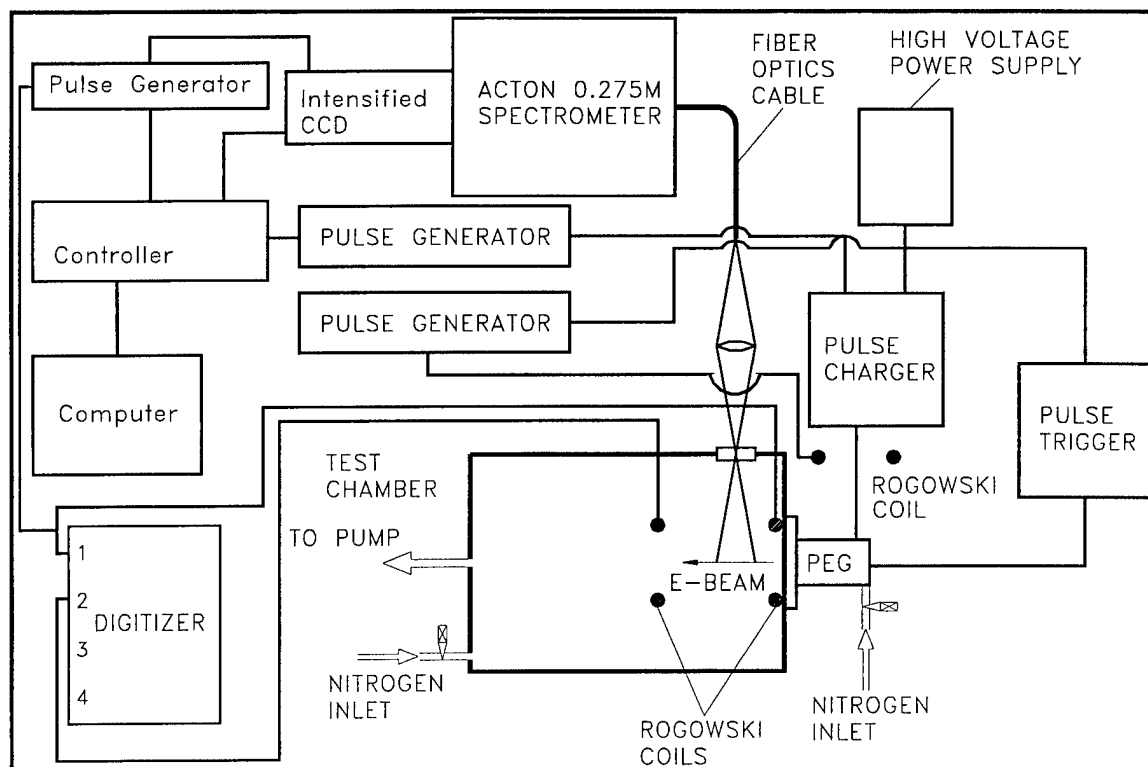 FIBER
OPTICS
CABLE
HIGH VOLTAGE
POWER SUPPLY
Pulse Generator
Intensified
CCD
ACTON 0.275M
SPECTROMETER
Controller
PULSE GENERATOR
PULSE GENERATOR
Computer
PULSE
CHARGER
PULSE
TRIGGER
TEST
CHAMBER
ROGOWSKI
COIL
TO PUMP
E-BEAM
PEG
1
2
DIGITIZER
3
4
NITROGEN
INLET
ROGOWSKI
COILS
NITROGEN
INLET